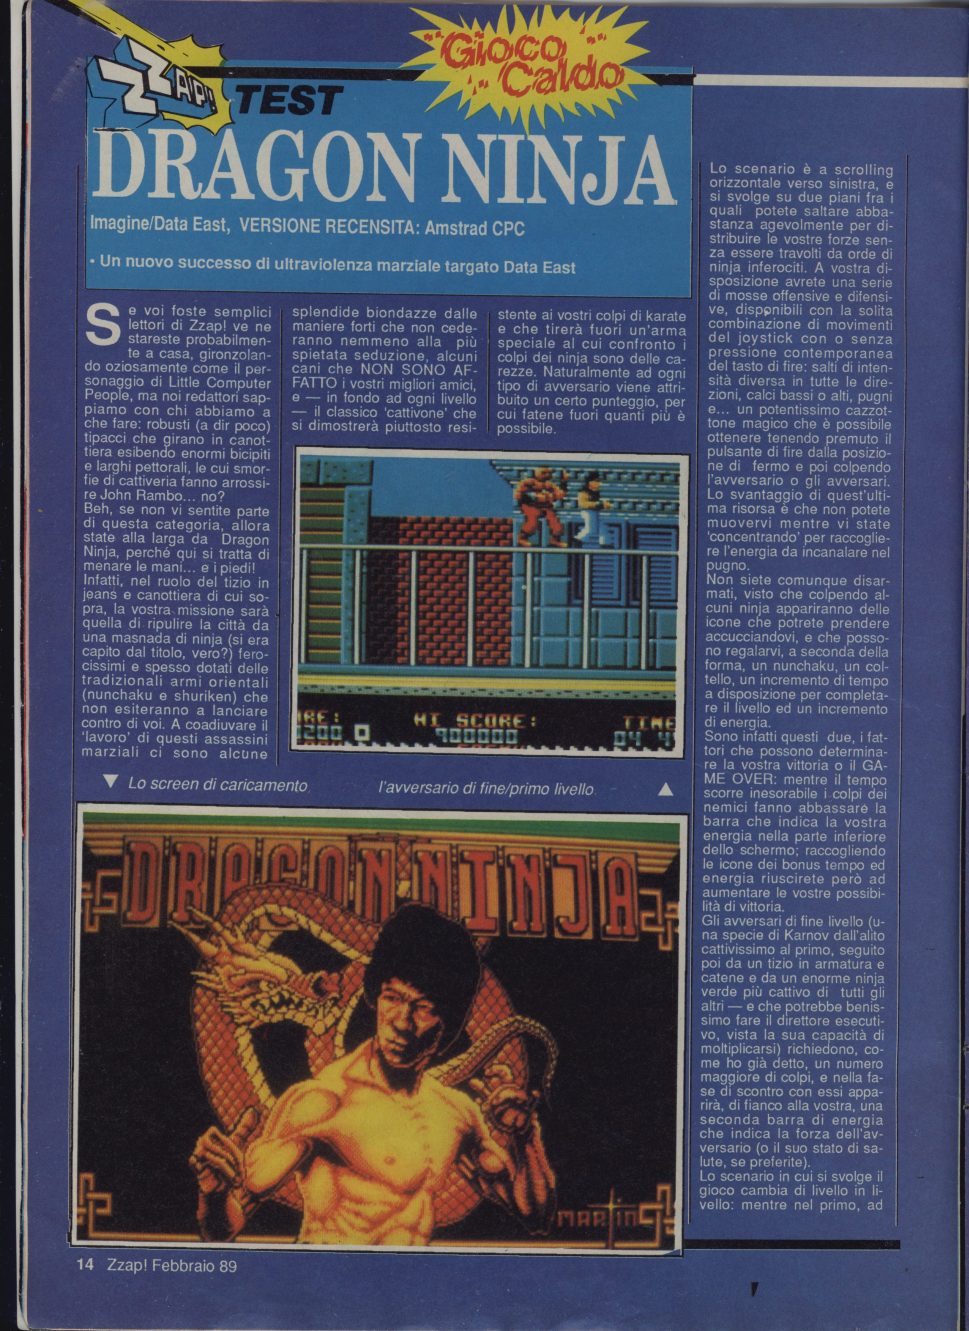 Gioco
Caldo
ZZAP!
TEST
DRAGON NINJA
Imagine/Data East, VERSIONE RECENSITA: Amstrad CPC
• Un nuovo successo di ultraviolenza marziale targato Data East
Se voi foste semplici
lettori di Zzap! ve ne
stareste probabilmen-
te a casa, gironzolan-
do oziosamente come il per-
sonaggio di Little Computer
People, ma noi redattori sap-
piamo con chi abbiamo a
che fare: robusti (a dir poco)
tipacci che girano in canot-
tiera esibendo enormi bicipiti
e larghi pettorali, le cui smor-
fie di cattiveria fanno arrossi-
re John Rambo... no?
Beh, se non vi sentite parte
di questa categoria, allora
state alla larga da Dragon
Ninja, perché qui si tratta di
menare le mani... e i piedi!
Infatti, nel ruolo del tizio in
jeans e canottiera di cui so-
pra, la vostra missione sarà
quella di ripulire la città da
una masnada di ninja (si era
capito dal titolo, vero?) fero-
cissimi e spesso dotati delle
tradizionali armi orientali
(nunchaku e shuriken) che
non esiteranno a lanciare
contro di voi. A coadiuvare il
'lavoro' di questi assassini
marziali ci sono alcune
splendide biondazze dalle
maniere forti che non cede-
ranno nemmeno alla più
spietata seduzione, alcuni
cani che NON SONO AF-
FATTO i vostri migliori amici,
e — in fondo ad ogni livello
— il classico 'cattivone' che
si dimostrerà piuttosto resi-
stente ai vostri colpi di karate
e che tirerà fuori un'arma
speciale al cui confronto i
colpi dei ninja sono delle ca-
rezze. Naturalmente ad ogni
tipo di avversario viene attri-
buito un certo punteggio, per
cui fatene fuori quanti più è
possibile.
RE: HI SCORE: TIME
1200 900000 04.4
▼ Lo screen di caricamento
l'avversario di fine/primo livello ▲
DRAGON NINJA
MARTIN
Lo scenario è a scrolling
orizzontale verso sinistra, e
si svolge su due piani fra i
quali potete saltare abba-
stanza agevolmente per di-
stribuire le vostre forze sen-
za essere travolti da orde di
ninja inferociti. A vostra di-
sposizione avrete una serie
di mosse offensive e difensi-
ve, disponibili con la solita
combinazione di movimenti
del joystick con o senza
pressione contemporanea
del tasto di fire: salti di inten-
sità diversa in tutte le dire-
zioni, calci bassi o alti, pugni
e... un potentissimo cazzot-
tone magico che è possibile
ottenere tenendo premuto il
pulsante di fire dalla posizio-
ne di fermo e poi colpendo
l'avversario o gli avversari.
Lo svantaggio di quest'ulti-
ma risorsa è che non potete
muovervi mentre vi state
'concentrando' per raccoglie-
re l'energia da incanalare nel
pugno.
Non siete comunque disar-
mati, visto che colpendo al-
cuni ninja appariranno delle
icone che potrete prendere
accucciandovi, e che posso-
no regalarvi, a seconda della
forma, un nunchaku, un col-
tello, un incremento di tempo
a disposizione per completa-
re il livello ed un incremento
di energia.
Sono infatti questi due, i fat-
tori che possono determina-
re la vostra vittoria o il GA-
ME OVER: mentre il tempo
scorre inesorabile i colpi dei
nemici fanno abbassare la
barra che indica la vostra
energia nella parte inferiore
dello schermo; raccogliendo
le icone dei bonus tempo ed
energia riuscirete però ad
aumentare le vostre possibi-
lità di vittoria.
Gli avversari di fine livello (u-
na specie di Karnov dall'alito
cattivissimo al primo, seguito
poi da un tizio in armatura e
catene e da un enorme ninja
verde più cattivo di tutti gli
altri — e che potrebbe benis-
simo fare il direttore esecuti-
vo, vista la sua capacità di
moltiplicarsi) richiedono, co-
me ho già detto, un numero
maggiore di colpi, e nella fa-
se di scontro con essi appa-
rirà, di fianco alla vostra, una
seconda barra di energia
che indica la forza dell'av-
versario (o il suo stato di sa-
lute, se preferite).
Lo scenario in cui si svolge il
gioco cambia di livello in li-
vello: mentre nel primo, ad
14 Zzap! Febbraio 89